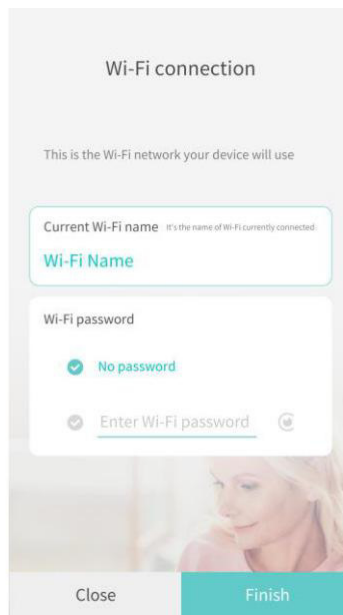 Wi-Fi connection
This is the Wi-Fi network your device will use
Current Wi-Fi name It's the name of Wi-Fi currently connected
Wi-Fi Name
Wi-Fi password
No password
Enter Wi-Fi password
Close Finish